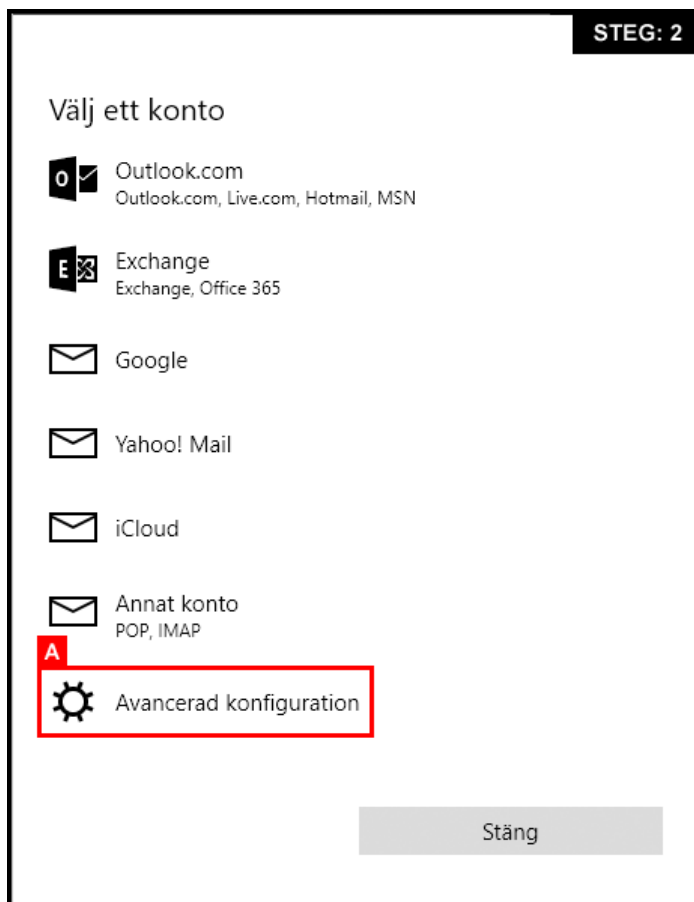 STEG: 2
Välj ett konto
Outlook.com
Outlook.com, Live.com, Hotmail, MSN
Exchange
Exchange, Office 365
Google
Yahoo! Mail
iCloud
Annat konto
POP, IMAP
A
Avancerad konfiguration
Stäng